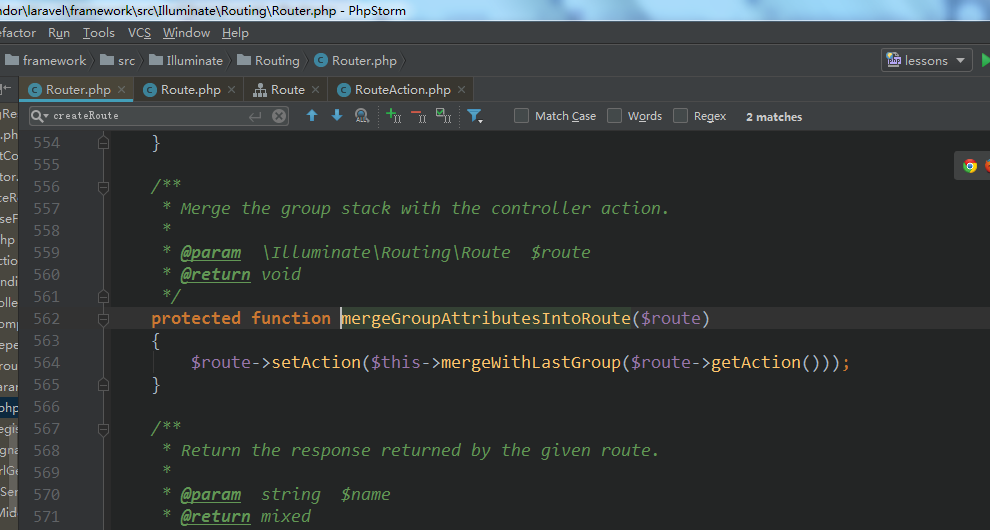 ndor\laravel\framework\src\Illuminate\Routing\Router.php - PhpStorm
efactor Run Tools VCS Window Help
framework src Illuminate Routing Router.php lessons
Router.php Route.php Route RouteAction.php
createRoute Match Case Words Regex 2 matches
554 }
555
556 /**
557 * Merge the group stack with the controller action.
558 *
559 * @param \Illuminate\Routing\Route $route
560 * @return void
561 */
562 protected function mergeGroupAttributesIntoRoute($route)
563 {
564 $route->setAction($this->mergeWithLastGroup($route->getAction()));
565 }
566
567 /**
568 * Return the response returned by the given route.
569 *
570 * @param string $name
571 * @return mixed